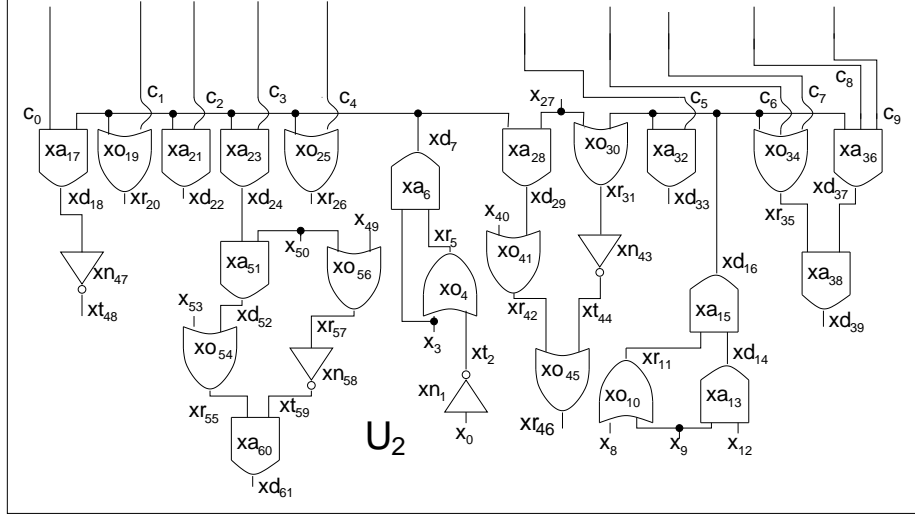 c₁ c₂ c₃ c₄ x₂₇ c₅ c₆ c₇ c₈
c₀ c₉
xa₁₇ xo₁₉ xa₂₁ xa₂₃ xo₂₅ xd₇ xa₂₈ xo₃₀ xa₃₂ xo₃₄ xa₃₆
xa₆
xd₁₈ xr₂₀ xd₂₂ xd₂₄ xr₂₆ xd₂₉ xr₃₁ xd₃₃ xr₃₅ xd₃₇
x₅₀ x₄₉ xr₅ x₄₀
xn₄₇ xa₅₁ xo₅₆ xo₄ xo₄₁ xn₄₃ xd₁₆ xa₃₈
xt₄₈ x₅₃ xd₅₂ xr₅₇ x₃ xr₄₂ xt₄₄ xa₁₅ xd₃₉
xo₅₄ xn₅₈ xt₂ xo₄₅ xr₁₁ xd₁₄
xr₅₅ xt₅₉ xn₁ xo₁₀ xa₁₃
xa₆₀ U₂ x₀ xr₄₆ x₈ x₉ x₁₂
xd₆₁